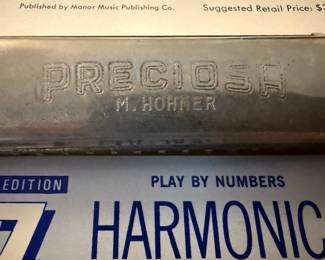 Published by Manor Music Publishing Co.
Suggested Retail Price: $
PRECIOSA
M. HOHNER
EDITION
PLAY BY NUMBERS
HARMONIC